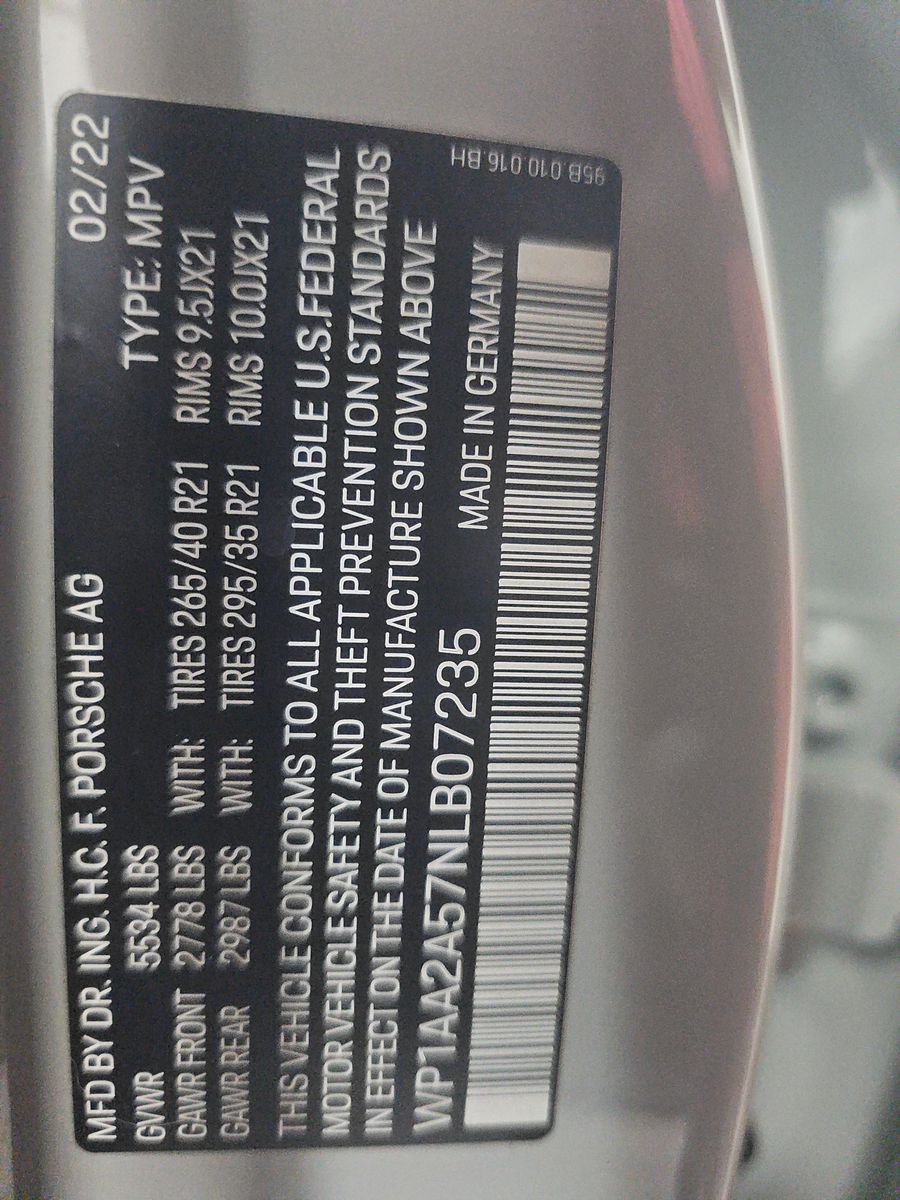 MFD BY DR. ING. H.C. F. PORSCHE AG 02/22
GVWR 5534 LBS TYPE: MPV
GAWR FRONT 2778 LBS WITH: TIRES 265/40 R21 RIMS 9.5JX21
GAWR REAR 2987 LBS WITH: TIRES 295/35 R21 RIMS 10.0JX21
THIS VEHICLE CONFORMS TO ALL APPLICABLE U.S.FEDERAL
MOTOR VEHICLE SAFETY AND THEFT PREVENTION STANDARDS
IN EFFECT ON THE DATE OF MANUFACTURE SHOWN ABOVE
WP1AA2A57NLB07235 MADE IN GERMANY
95B.010.016.BH